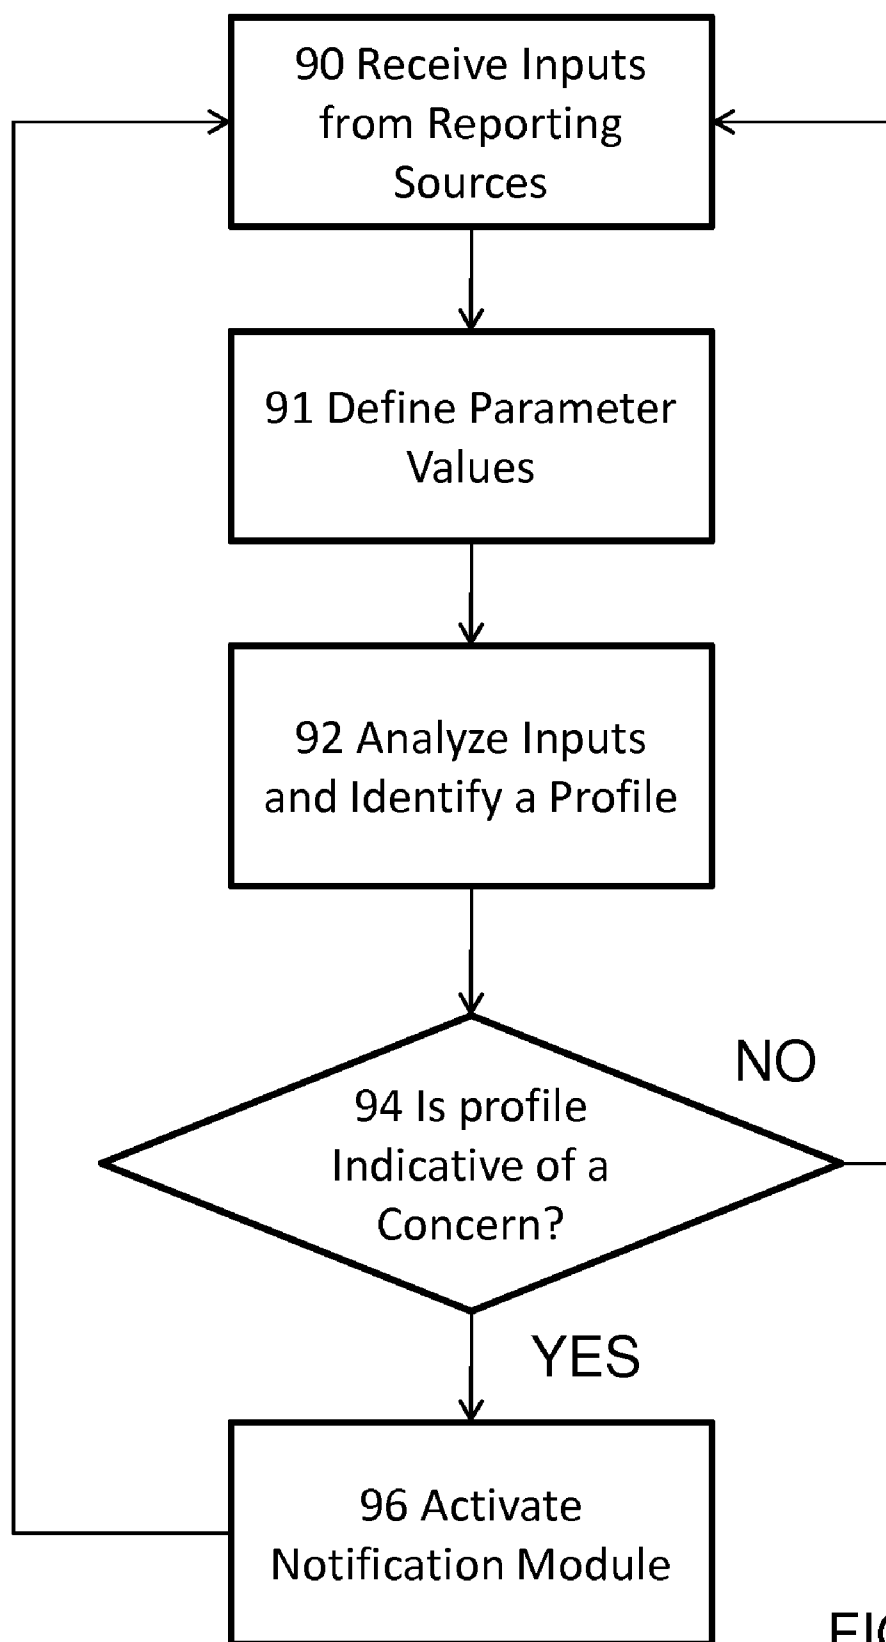 90 Receive Inputs
from Reporting
Sources
91 Define Parameter
Values
92 Analyze Inputs
and Identify a Profile
NO
94 Is profile
Indicative of a
Concern?
YES
96 Activate
Notification Module